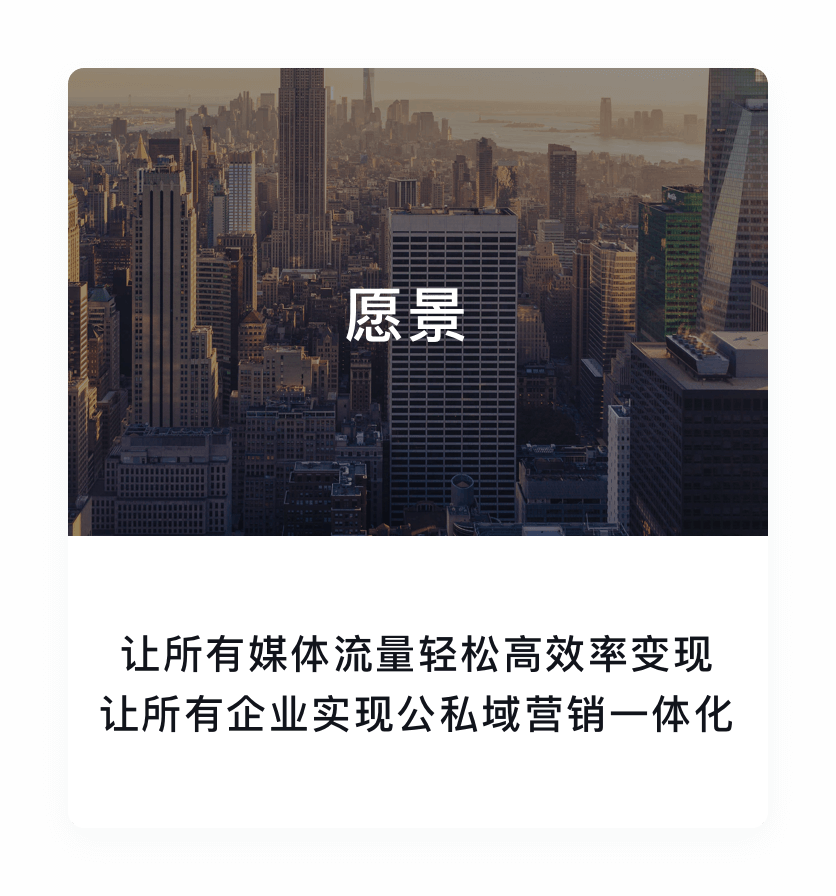 愿景
让所有媒体流量轻松高效率变现
让所有企业实现公私域营销一体化